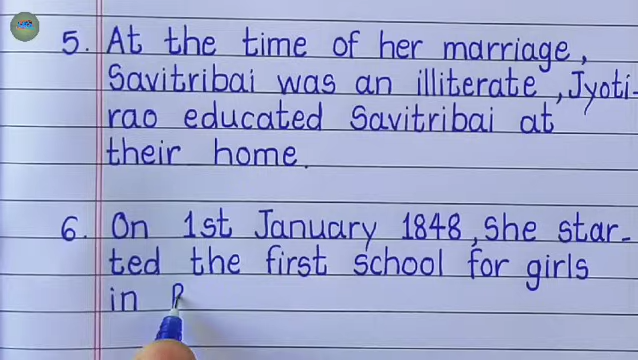 5. At the time of her marriage,
Savitribai was an illiterate, Jyoti-
rao educated Savitribai at
their home.
6. On 1st January 1848, She star-
ted the first school for girls
in